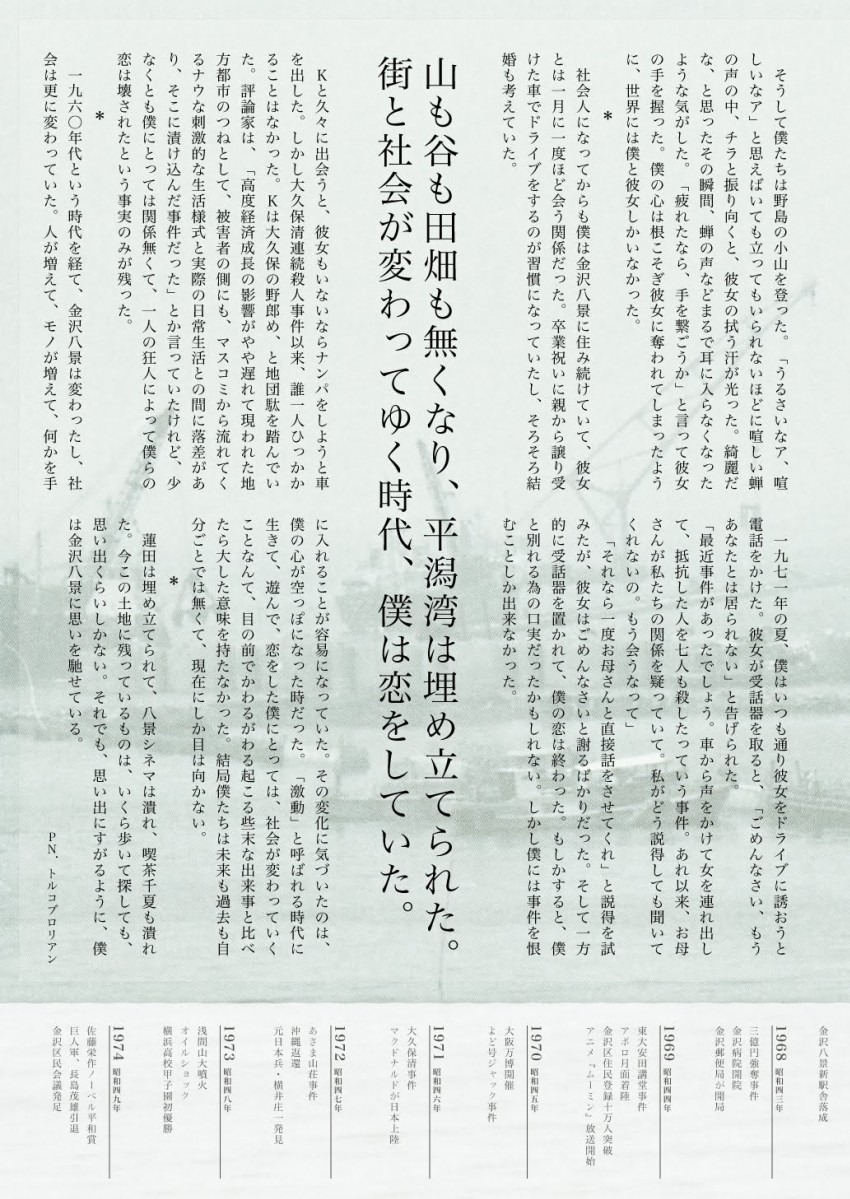 そうして僕たちは野島の小山を登った。「うるさいなア、喧
しいなア」と思えばいても立ってもいられないほどに喧しい蝉
の声の中、チラと振り向くと、彼女の拭う汗が光った。綺麗だ
な、と思ったその瞬間、蝉の声などまるで耳に入らなくなった
ような気がした。「疲れたなら、手を繋ごうか」と言って彼女
の手を握った。僕の心は根こそぎ彼女に奪われてしまったよう
に、世界には僕と彼女しかいなかった。
*
社会人になってからも僕は金沢八景に住み続けていて、彼女
とは一月に一度ほど会う関係だった。卒業祝いに親から譲り受
けた車でドライブをするのが習慣になっていたし、そろそろ結
婚も考えていた。
一九七一年の夏、僕はいつも通り彼女をドライブに誘おうと
電話をかけた。彼女が受話器を取ると、「ごめんなさい、もう
あなたとは居られない」と告げられた。
「最近事件があったでしょう。車から声をかけて女を連れ出し
て、抵抗した人を七人も殺したっていう事件。あれ以来、お母
さんが私たちの関係を疑っていて。私がどう説得しても聞いて
くれないの。もう会うなって」
「それなら一度お母さんと直接話をさせてくれ」と説得を試
みたが、彼女はごめんなさいと謝るばかりだった。そして一方
的に受話器を置かれて、僕の恋は終わった。もしかすると、僕
と別れる為の口実だったかもしれない。しかし僕には事件を恨
むことしか出来なかった。
山も谷も田畑も無くなり、平潟湾は埋め立てられた。
街と社会が変わってゆく時代、僕は恋をしていた。
Kと久々に出会うと、彼女もいないならナンパをしようと車
を出した。しかし大久保清連続殺人事件以来、誰一人ひっかか
ることはなかった。Kは大久保の野郎め、と地団駄を踏んでい
た。評論家は、「高度経済成長の影響がやや遅れて現われた地
方都市のつねとして、被害者の側にも、マスコミから流れてく
るナウな刺激的な生活様式と実際の日常生活との間に落差があ
り、そこに漬け込んだ事件だった」とか言っていたけれど、少
なくとも僕にとっては関係無くて、一人の狂人によって僕らの
恋は壊されたという事実のみが残った。
*
一九六〇年代という時代を経て、金沢八景は変わったし、社
会は更に変わっていた。人が増えて、モノが増えて、何かを手
に入れることが容易になっていた。その変化に気づいたのは、
僕の心が空っぽになった時だった。「激動」と呼ばれる時代に
生きて、遊んで、恋をした僕にとっては、社会が変わっていく
ことなんて、目の前でかわるがわる起こる些末な出来事と比べ
たら大した意味を持たなかった。結局僕たちは未来も過去も自
分ごとでは無くて、現在にしか目は向かない。
*
蓮田は埋め立てられて、八景シネマは潰れ、喫茶千夏も潰れ
た。今この土地に残っているものは、いくら歩いて探しても、
思い出くらいしかない。それでも、思い出にすがるように、僕
は金沢八景に思いを馳せている。
PN．トルコブロリアン
金沢八景新駅舎落成
1968 昭和四三年
三億円強奪事件
金沢病院開院
金沢郵便局が開局
1969 昭和四四年
東大安田講堂事件
アポロ月面着陸
金沢区住民登録十万人突破
アニメ『ムーミン』放送開始
1970 昭和四五年
大阪万博開催
よど号ジャック事件
1971 昭和四六年
大久保清事件
マクドナルドが日本上陸
1972 昭和四七年
あさま山荘事件
沖縄返還
元日本兵・横井庄一発見
1973 昭和四八年
浅間山大噴火
オイルショック
横浜高校甲子園初優勝
1974 昭和四九年
佐藤栄作ノーベル平和賞
巨人軍、長島茂雄引退
金沢区民会議発足